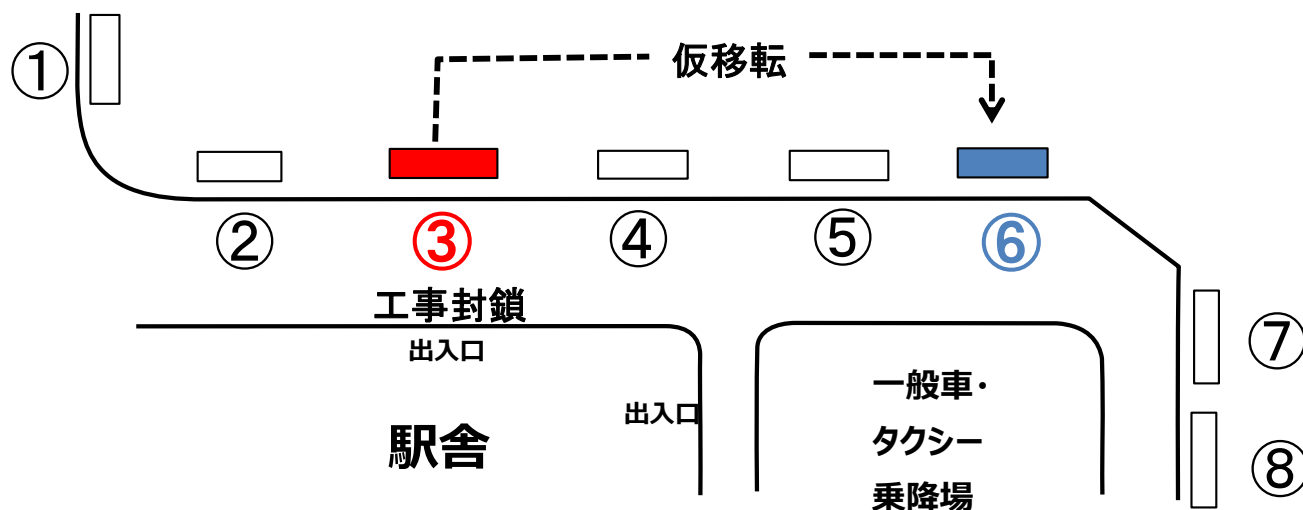 ①
仮移転
②
③
④
⑤
⑥
工事封鎖
出入口
⑦
一般車・
出入口
タクシー
駅舎
⑧
乗降場